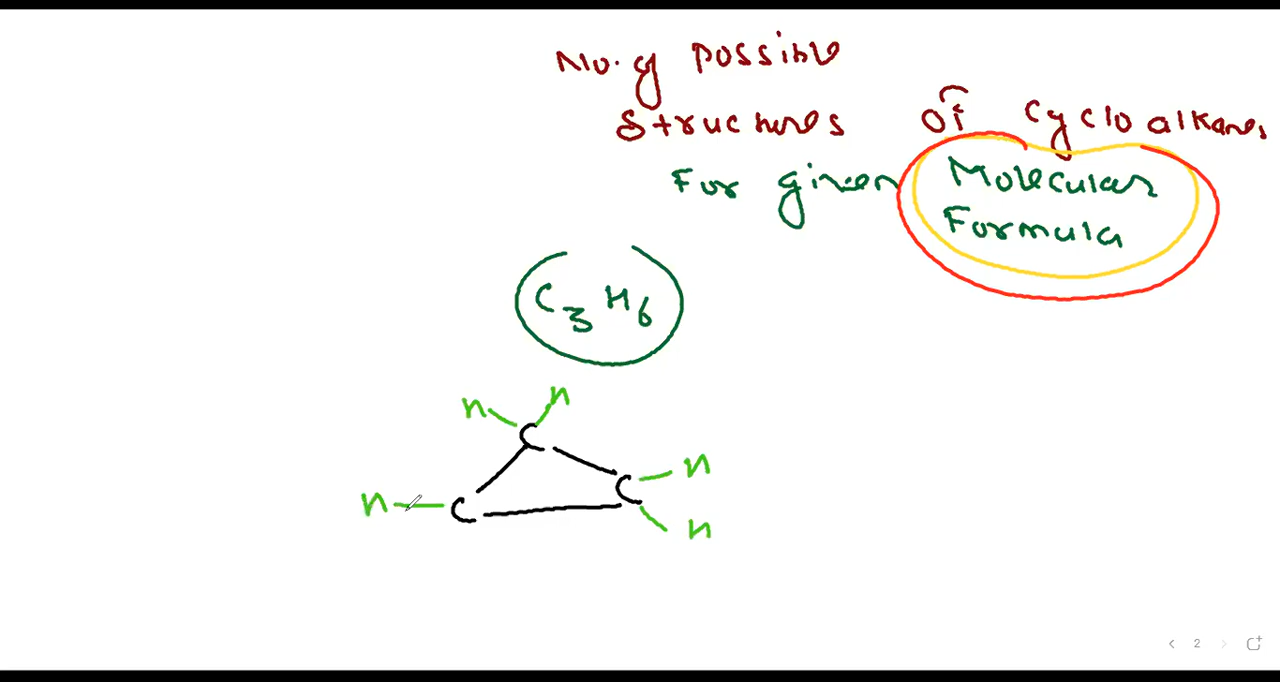 No. of possible
Structures of Cycloalkanes
For given Molecular
Formula
C3H6
H H
C
H
C
H C
H
2